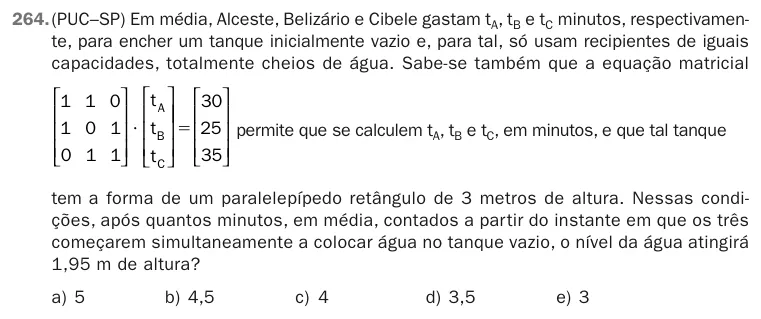 264.(PUC–SP) Em média, Alceste, Belizário e Cibele gastam t_A, t_B e t_C minutos, respectivamen-
te, para encher um tanque inicialmente vazio e, para tal, só usam recipientes de iguais
capacidades, totalmente cheios de água. Sabe-se também que a equação matricial
[1 1 0] [t_A] [30]
[1 0 1] · [t_B] = [25] permite que se calculem t_A, t_B e t_C, em minutos, e que tal tanque
[0 1 1] [t_C] [35]
tem a forma de um paralelepípedo retângulo de 3 metros de altura. Nessas condi-
ções, após quantos minutos, em média, contados a partir do instante em que os três
começarem simultaneamente a colocar água no tanque vazio, o nível da água atingirá
1,95 m de altura?
a) 5 b) 4,5 c) 4 d) 3,5 e) 3